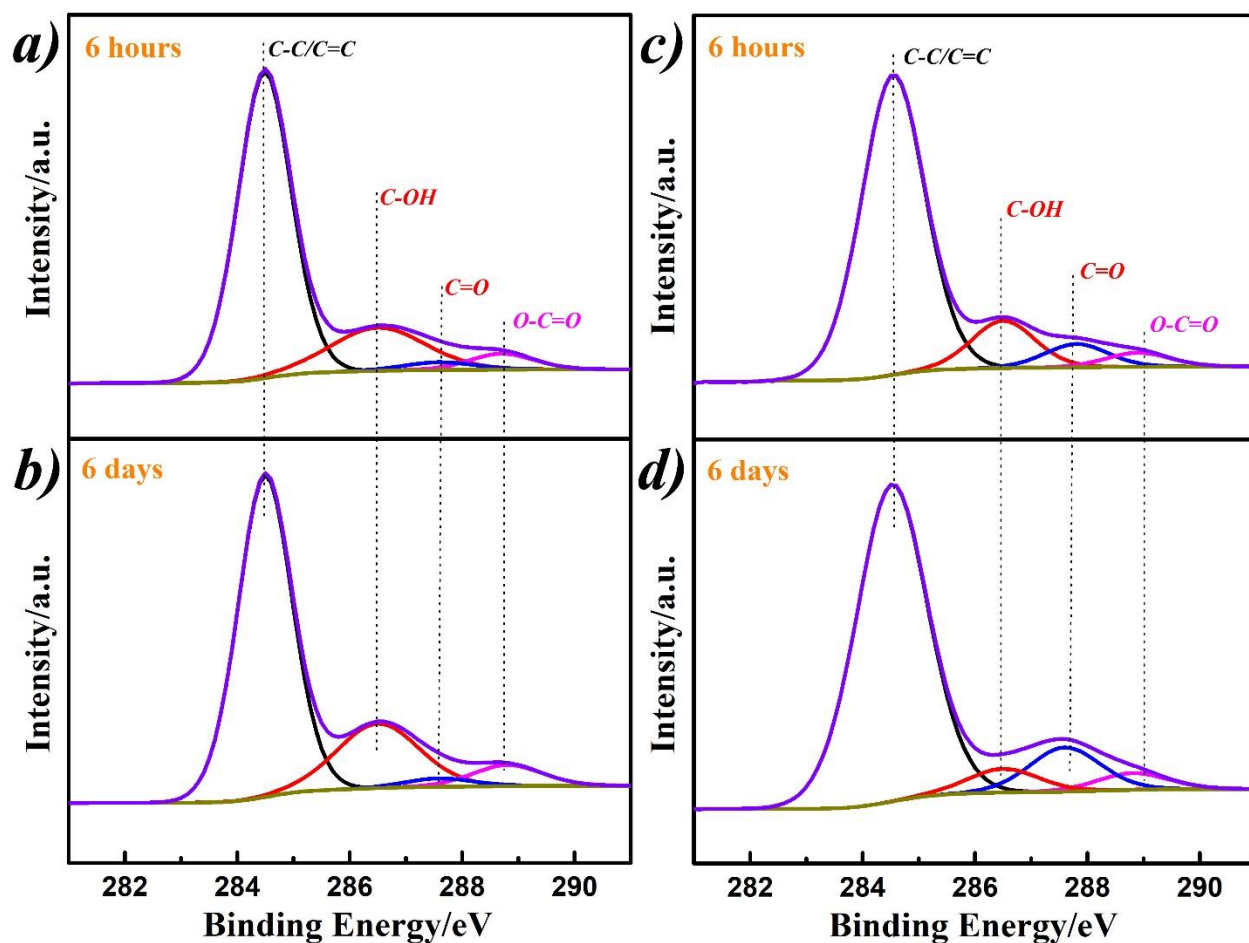 a)
6 hours
C-C/C=C
C-OH
C=O
O-C=O
Intensity/a.u.
c)
6 hours
C-C/C=C
C-OH
C=O
O-C=O
Intensity/a.u.
b)
6 days
Intensity/a.u.
282 284 286 288 290
Binding Energy/eV
d)
6 days
Intensity/a.u.
282 284 286 288 290
Binding Energy/eV